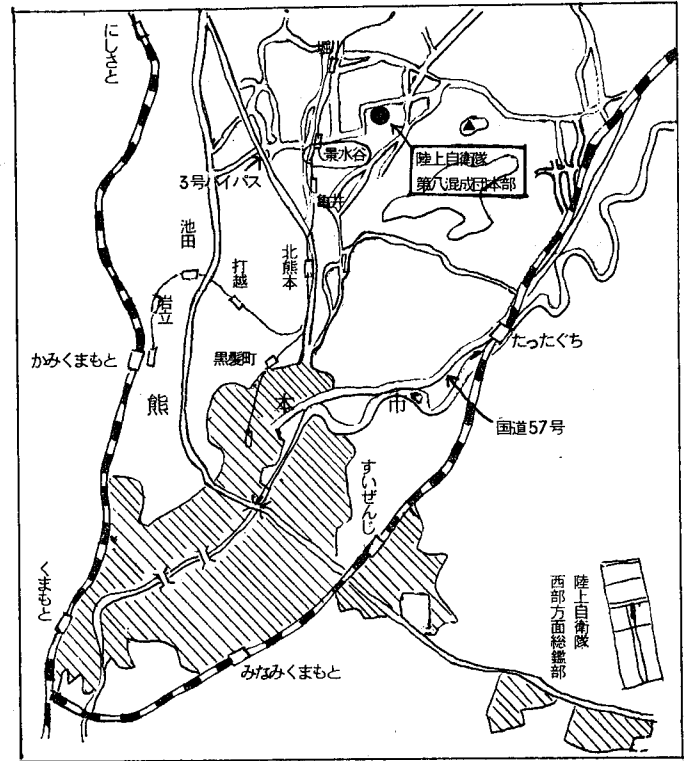 にしさと
堀川
八景水谷
陸上自衛隊
第八混成団本部
3号バイパス
亀井
池田
打越
北熊本
岩立
かみくまもと
黒髪町
たったぐち
熊本市
国道57号
すいぜんじ
くまもと
陸上自衛隊
西部方面総鑑部
みなみくまもと